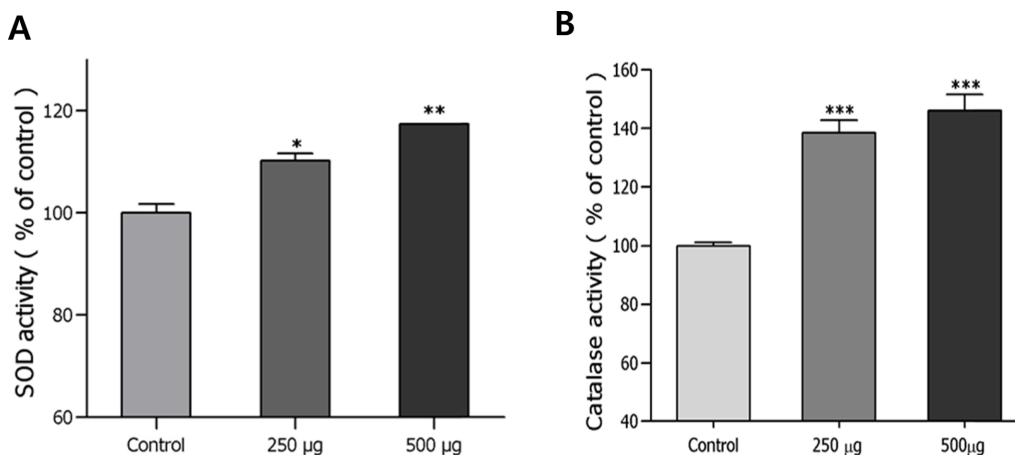 A
SOD activity ( % of control )
120
100
80
60
*
**
Control
250 µg
500 µg
B
Catalase activity ( % of control )
160
140
120
100
80
60
40
***
***
Control
250 µg
500µg